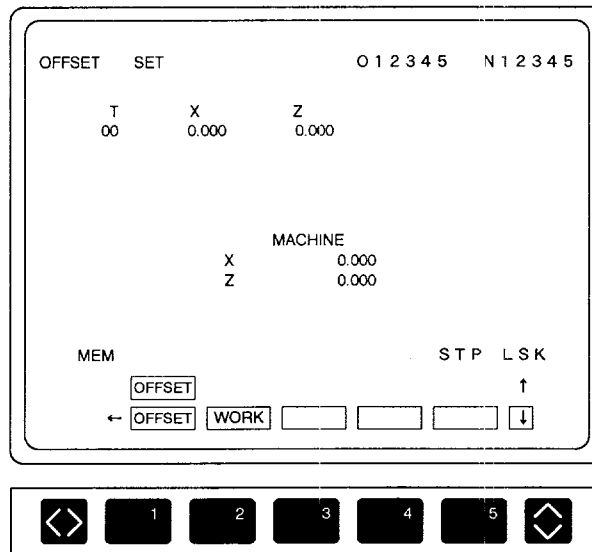 OFFSET SET O12345 N12345
T X Z
00 0.000 0.000
MACHINE
X 0.000
Z 0.000
MEM STP LSK
OFFSET ↑
← OFFSET WORK ↓
1 2 3 4 5